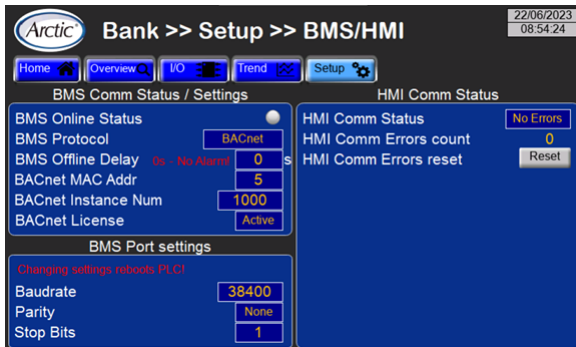 Arctic
Bank >> Setup >> BMS/HMI
22/06/2023
08:54:24
Home
Overview
I/O
Trend
Setup
BMS Comm Status / Settings
BMS Online Status
BMS Protocol BACnet
BMS Offline Delay 0s - No Alarm! 0 s
BACnet MAC Addr 5
BACnet Instance Num 1000
BACnet License Active
BMS Port settings
Changing settings reboots PLC!
Baudrate 38400
Parity None
Stop Bits 1
HMI Comm Status
HMI Comm Status No Errors
HMI Comm Errors count 0
HMI Comm Errors reset Reset